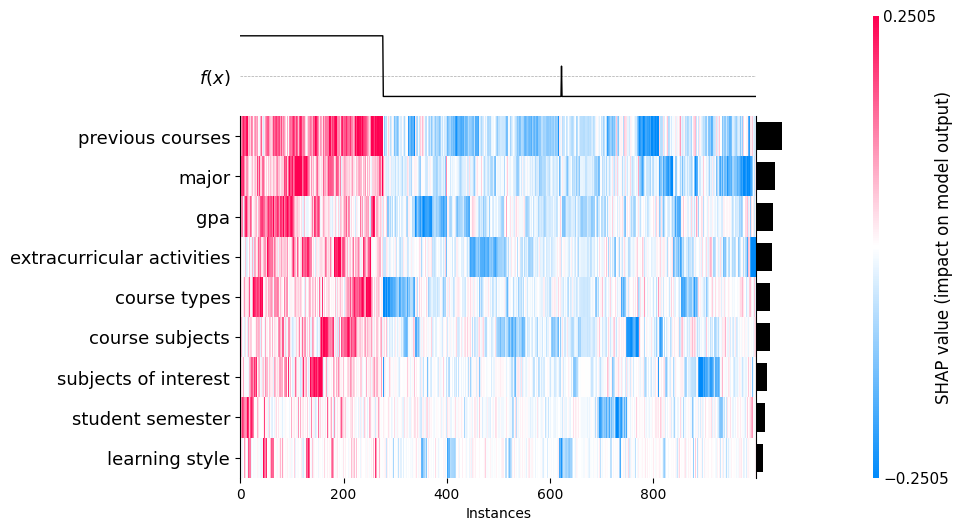 0.2505
f(x)
previous courses
major
gpa
extracurricular activities
course types
course subjects
subjects of interest
student semester
learning style
SHAP value (impact on model output)
−0.2505
0 200 400 600 800
Instances